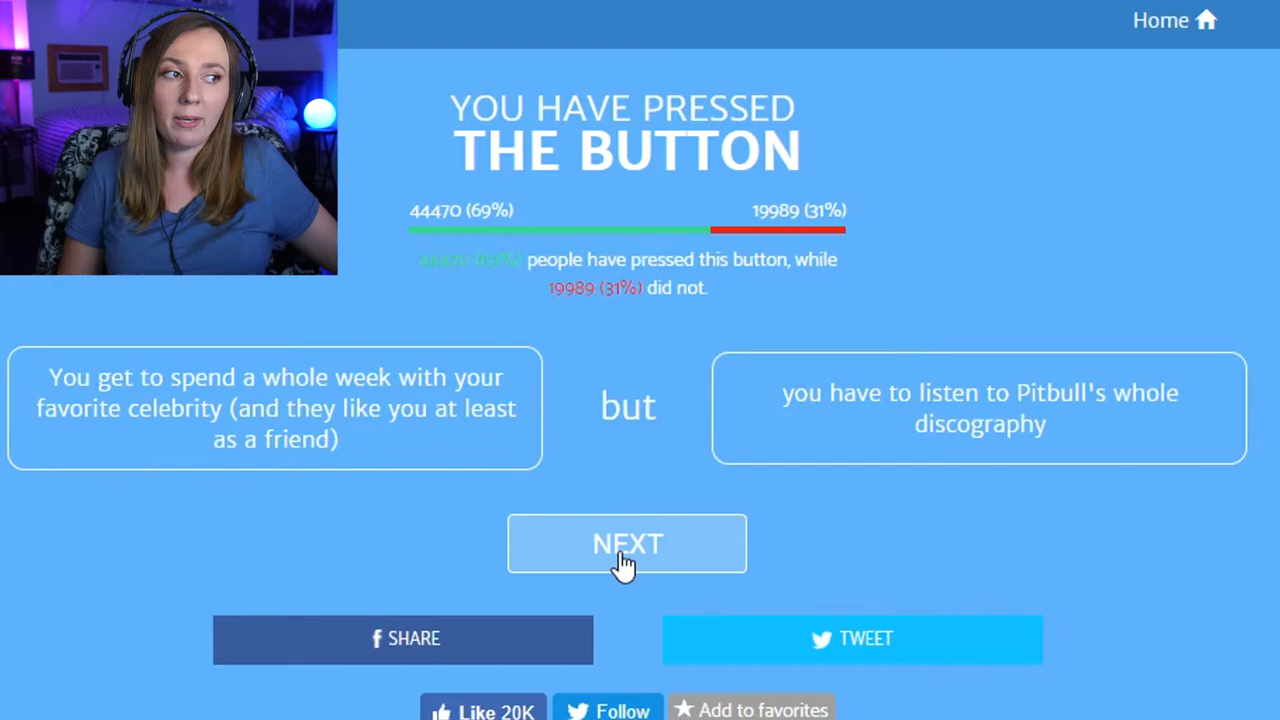 Home
YOU HAVE PRESSED
THE BUTTON
44470 (69%) 19989 (31%)
44470 (69%) people have pressed this button, while
19989 (31%) did not.
You get to spend a whole week with your
favorite celebrity (and they like you at least
as a friend)
but
you have to listen to Pitbull's whole
discography
NEXT
SHARE
TWEET
Like 20K
Follow
Add to favorites